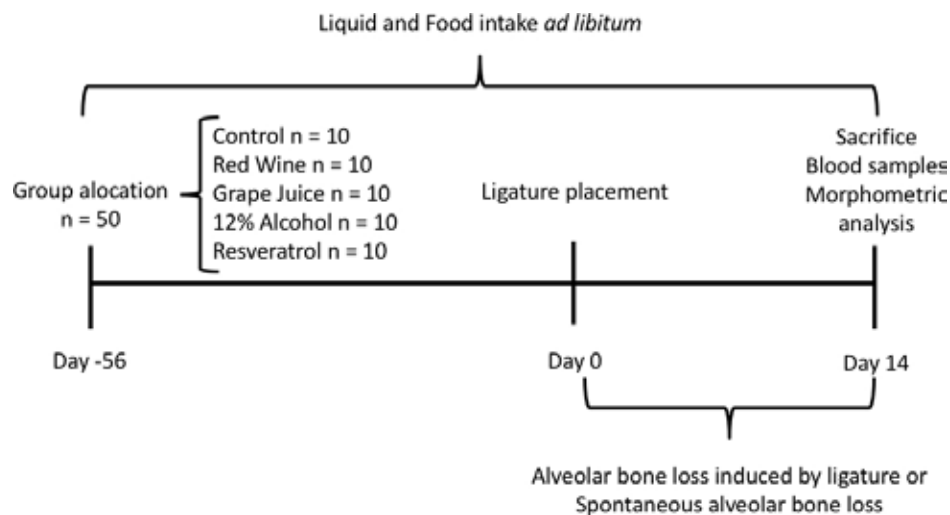 Liquid and Food intake ad libitum
Group alocation
n = 50
Control n = 10
Red Wine n = 10
Grape Juice n = 10
12% Alcohol n = 10
Resveratrol n = 10
Ligature placement
Sacrifice
Blood samples
Morphometric
analysis
Day -56
Day 0
Day 14
Alveolar bone loss induced by ligature or
Spontaneous alveolar bone loss